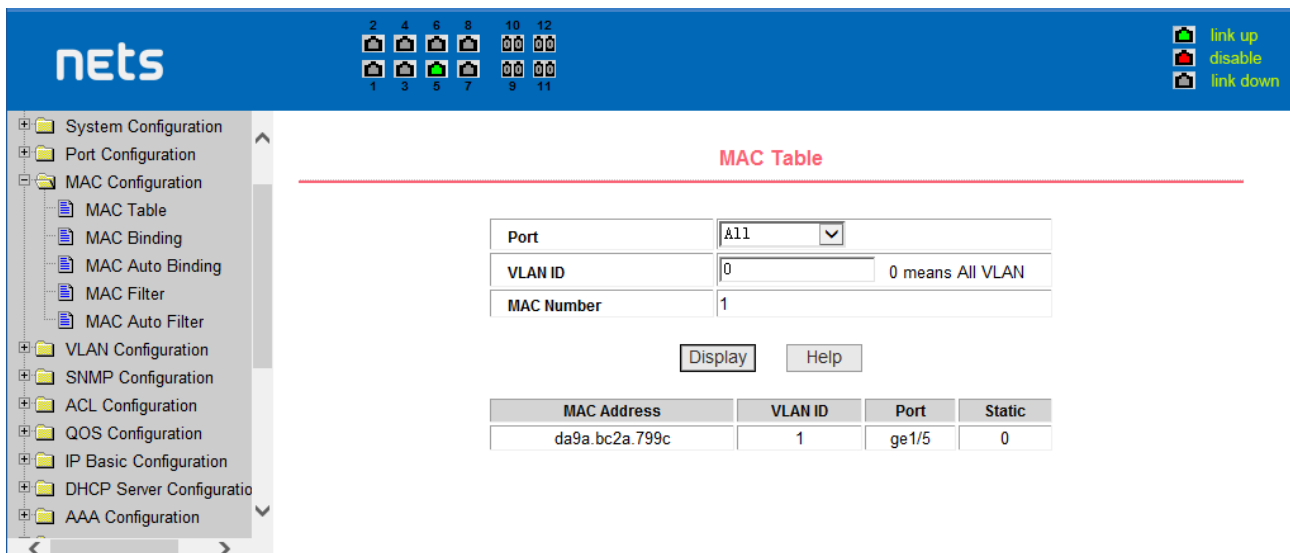 nets
2 4 6 8 10 12
1 3 5 7 9 11
link up
disable
link down
System Configuration
Port Configuration
MAC Configuration
MAC Table
MAC Binding
MAC Auto Binding
MAC Filter
MAC Auto Filter
VLAN Configuration
SNMP Configuration
ACL Configuration
QOS Configuration
IP Basic Configuration
DHCP Server Configuratio
AAA Configuration
MAC Table
Port All
VLAN ID 0 0 means All VLAN
MAC Number 1
Display Help
MAC Address VLAN ID Port Static
da9a.bc2a.799c 1 ge1/5 0